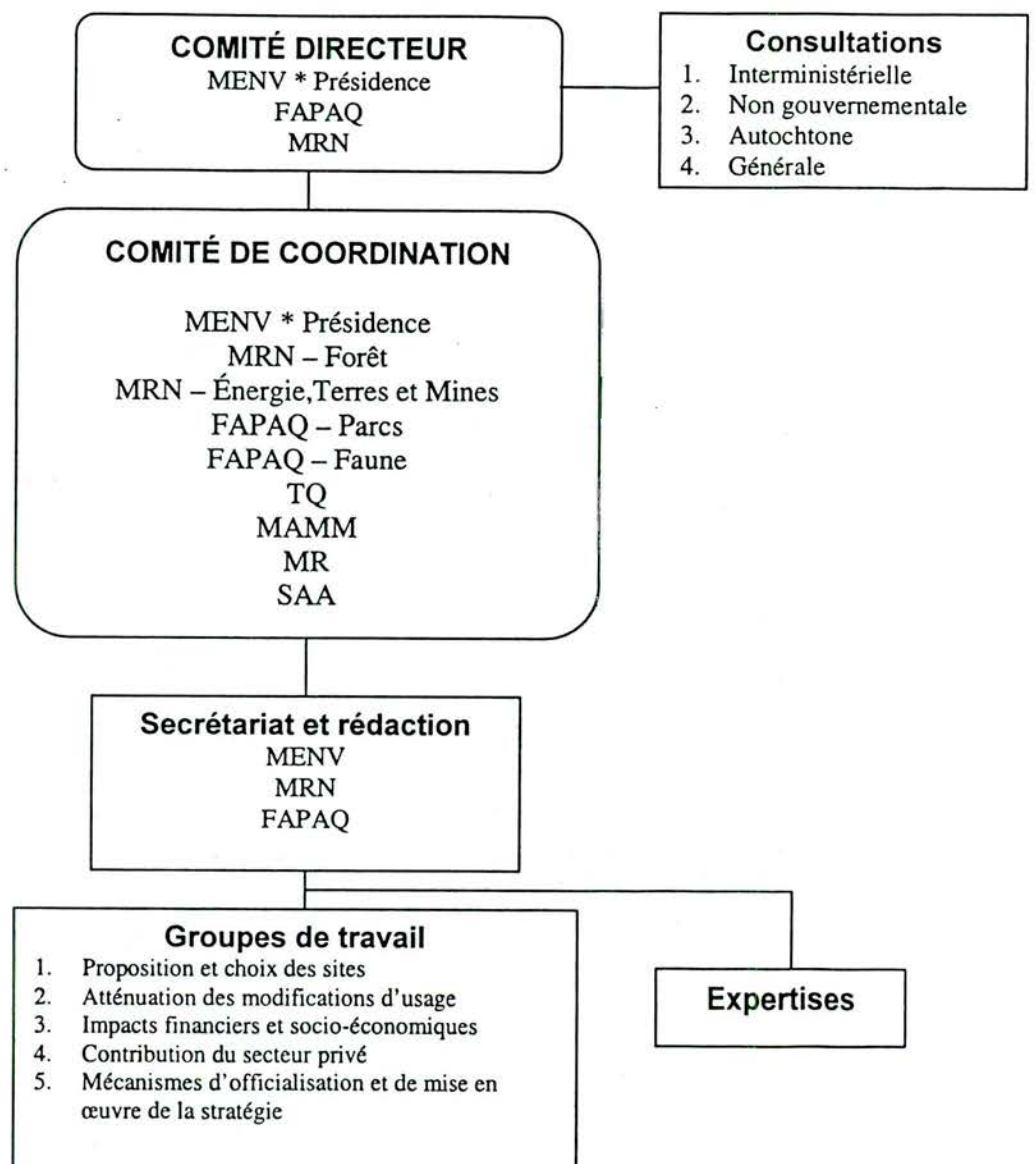 COMITÉ DIRECTEUR
MENV * Présidence
FAPAQ
MRN
Consultations
1. Interministérielle
2. Non gouvernementale
3. Autochtone
4. Générale
COMITÉ DE COORDINATION
MENV * Présidence
MRN – Forêt
MRN – Énergie,Terres et Mines
FAPAQ – Parcs
FAPAQ – Faune
TQ
MAMM
MR
SAA
Secrétariat et rédaction
MENV
MRN
FAPAQ
Groupes de travail
1. Proposition et choix des sites
2. Atténuation des modifications d'usage
3. Impacts financiers et socio-économiques
4. Contribution du secteur privé
5. Mécanismes d'officialisation et de mise en
œuvre de la stratégie
Expertises